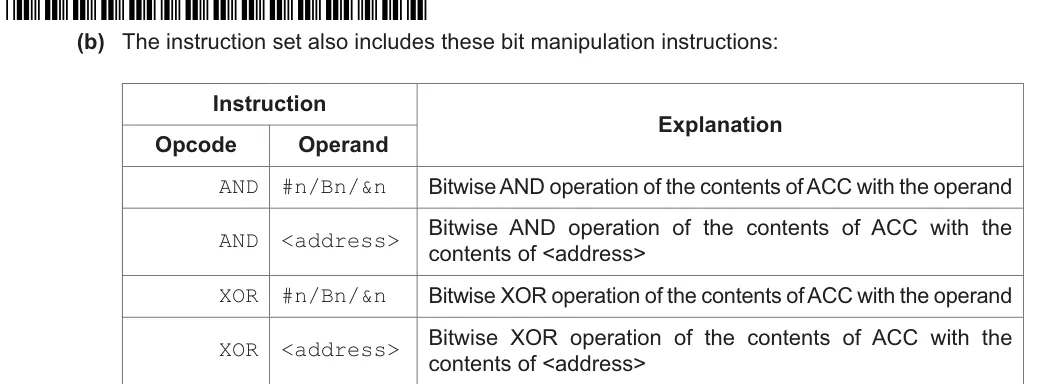 (b) The instruction set also includes these bit manipulation instructions:
Instruction
Explanation
Opcode Operand
AND #n/Bn/&n Bitwise AND operation of the contents of ACC with the operand
AND <address> Bitwise AND operation of the contents of ACC with the
contents of <address>
XOR #n/Bn/&n Bitwise XOR operation of the contents of ACC with the operand
XOR <address> Bitwise XOR operation of the contents of ACC with the
contents of <address>